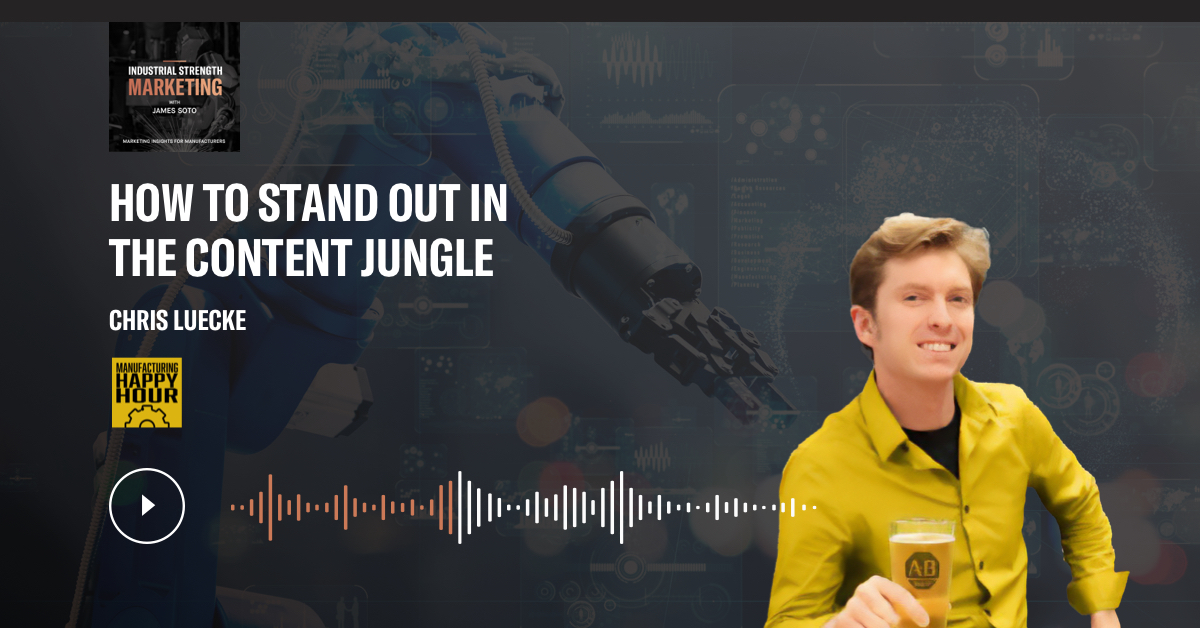 INDUSTRIAL STRENGTH
MARKETING
WITH
JAMES SOTO
MARKETING INSIGHTS FOR MANUFACTURERS
HOW TO STAND OUT IN
THE CONTENT JUNGLE
CHRIS LUECKE
MANUFACTURING
HAPPY
HOUR
AB